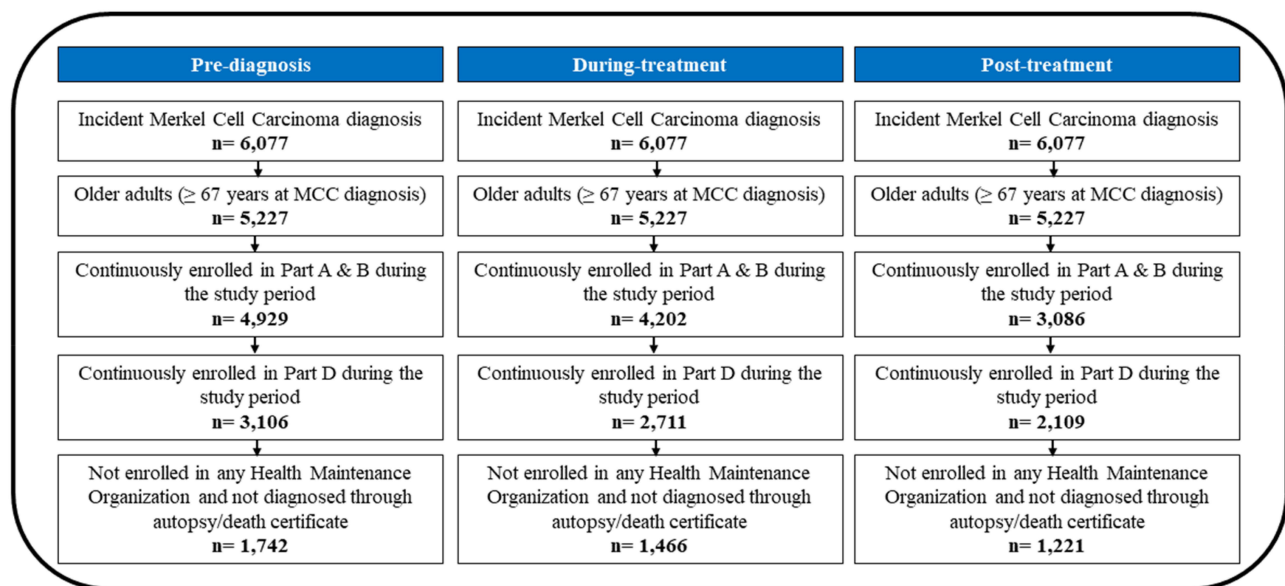 Pre-diagnosis
Incident Merkel Cell Carcinoma diagnosis
n= 6,077
Older adults (≥ 67 years at MCC diagnosis)
n= 5,227
Continuously enrolled in Part A & B during
the study period
n= 4,929
Continuously enrolled in Part D during the
study period
n= 3,106
Not enrolled in any Health Maintenance
Organization and not diagnosed through
autopsy/death certificate
n= 1,742
During-treatment
Incident Merkel Cell Carcinoma diagnosis
n= 6,077
Older adults (≥ 67 years at MCC diagnosis)
n= 5,227
Continuously enrolled in Part A & B during
the study period
n= 4,202
Continuously enrolled in Part D during the
study period
n= 2,711
Not enrolled in any Health Maintenance
Organization and not diagnosed through
autopsy/death certificate
n= 1,466
Post-treatment
Incident Merkel Cell Carcinoma diagnosis
n= 6,077
Older adults (≥ 67 years at MCC diagnosis)
n= 5,227
Continuously enrolled in Part A & B during
the study period
n= 3,086
Continuously enrolled in Part D during the
study period
n= 2,109
Not enrolled in any Health Maintenance
Organization and not diagnosed through
autopsy/death certificate
n= 1,221